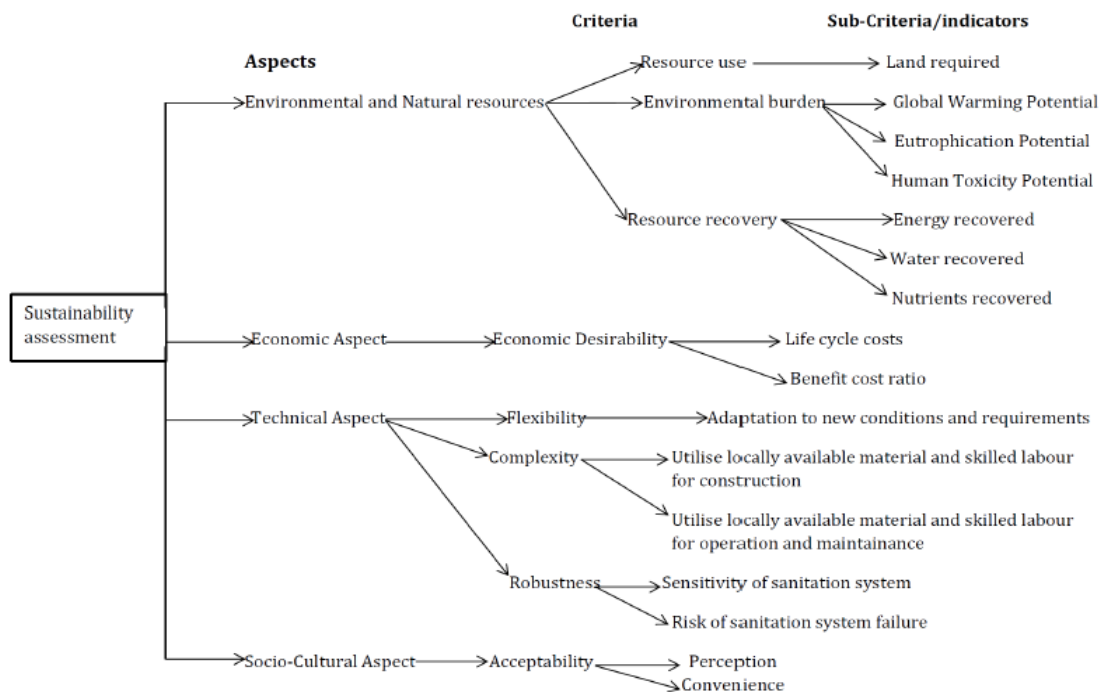 Criteria
Sub-Criteria/indicators
Aspects
Resource use
Land required
Environmental and Natural resources
Environmental burden
Global Warming Potential
Eutrophication Potential
Human Toxicity Potential
Resource recovery
Energy recovered
Water recovered
Nutrients recovered
Sustainability
assessment
Economic Aspect
Economic Desirability
Life cycle costs
Benefit cost ratio
Technical Aspect
Flexibility
Adaptation to new conditions and requirements
Complexity
Utilise locally available material and skilled labour
for construction
Utilise locally available material and skilled labour
for operation and maintainance
Robustness
Sensitivity of sanitation system
Risk of sanitation system failure
Socio-Cultural Aspect
Acceptability
Perception
Convenience